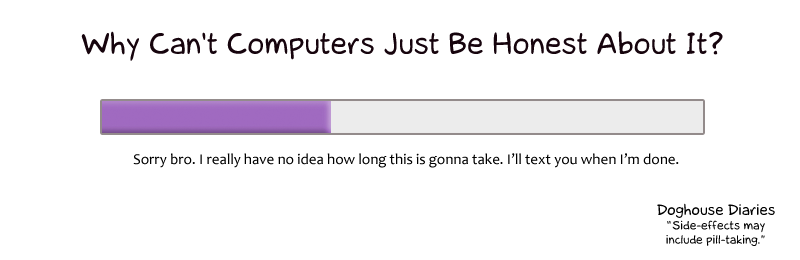 Why Can't Computers Just Be Honest About It?
Sorry bro. I really have no idea how long this is gonna take. I'll text you when I'm done.
Doghouse Diaries
"Side-effects may
include pill-taking."